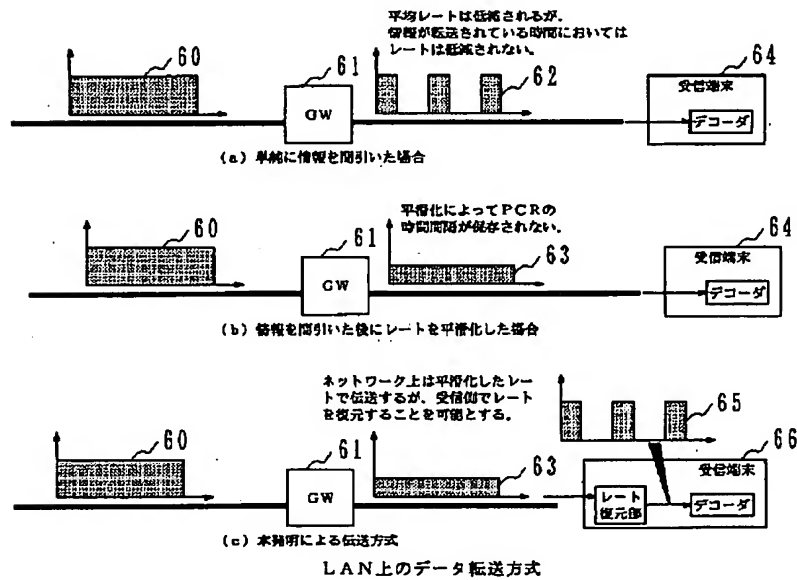 平均レートは低減されるが、
情報が転送されている時間においては
レートは低減されない。
60
61
62
64
GW
受信端末
デコーダ
(a) 単純に情報を間引いた場合
平滑化によってPCRの
時間間隔が保存されない。
60
61
63
64
GW
受信端末
デコーダ
(b) 情報を間引いた後にレートを平滑化した場合
ネットワーク上は平滑化したレー
トで伝送するが、受信側でレート
を復元することを可能とする。
60
61
63
65
66
GW
受信端末
レート
復元部
デコーダ
(c) 本発明による伝送方式
LAN上のデータ転送方式